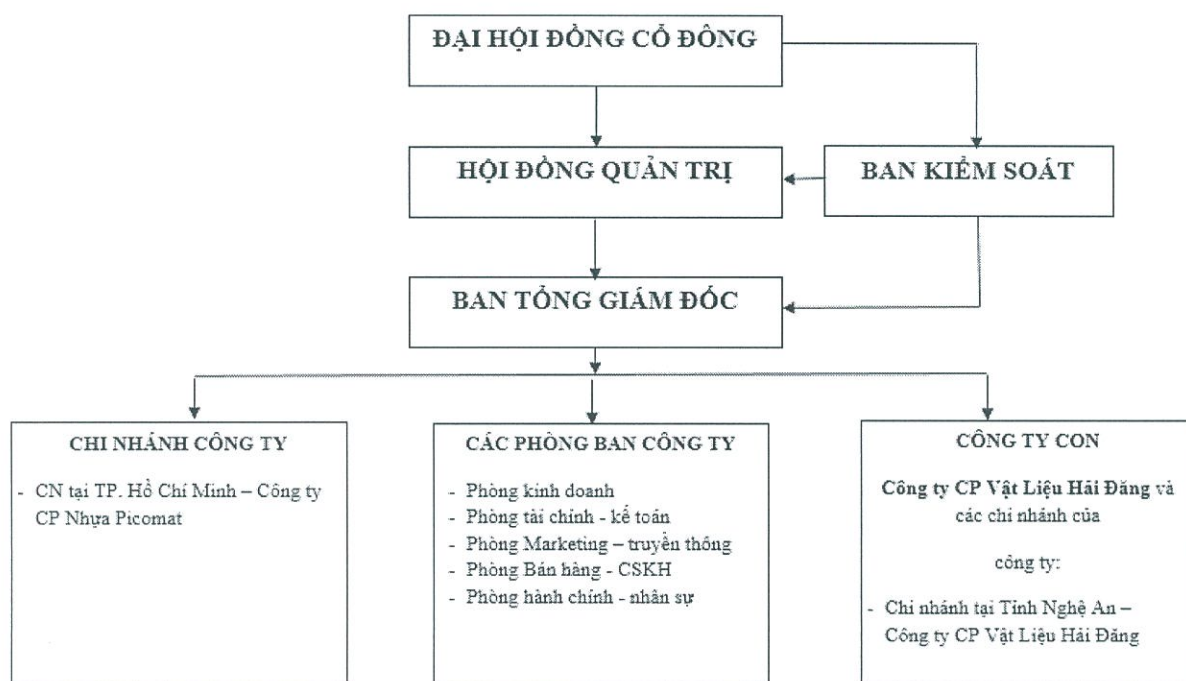 ĐẠI HỘI ĐỒNG CỔ ĐÔNG
HỘI ĐỒNG QUẢN TRỊ
BAN KIỂM SOÁT
BAN TỔNG GIÁM ĐỐC
CHI NHÁNH CÔNG TY
- CN tại TP. Hồ Chí Minh – Công ty
CP Nhựa Picomat
CÁC PHÒNG BAN CÔNG TY
- Phòng kinh doanh
- Phòng tài chính - kế toán
- Phòng Marketing – truyền thông
- Phòng Bán hàng - CSKH
- Phòng hành chính - nhân sự
CÔNG TY CON
Công ty CP Vật Liệu Hải Đăng và
các chi nhánh của
công ty:
- Chi nhánh tại Tỉnh Nghệ An –
Công ty CP Vật Liệu Hải Đăng